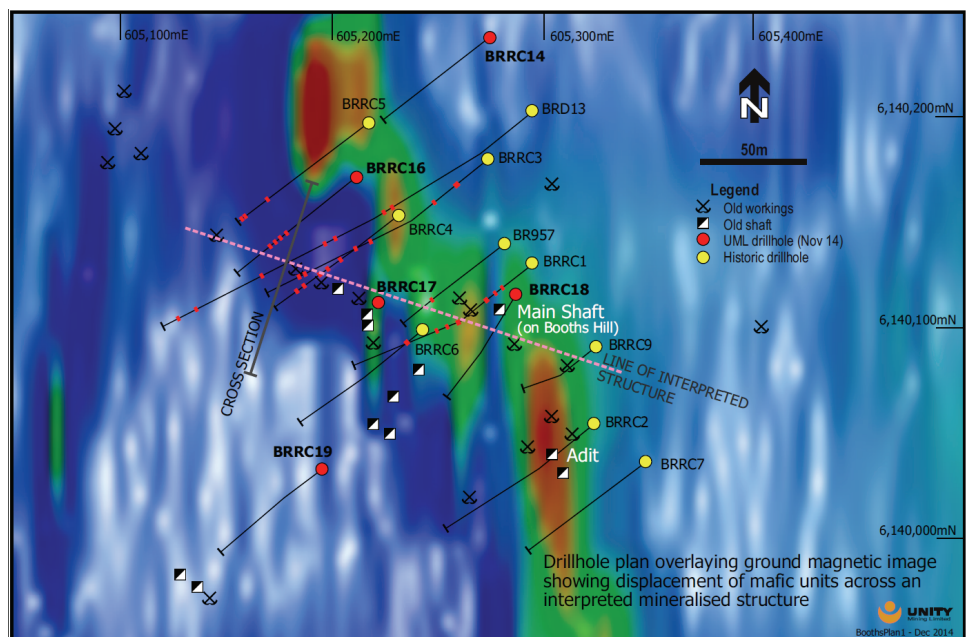 605,100mE
605,200mE
605,300mE
605,400mE
BRRC14
BRRC5
BRD13
6,140,200mN
BRRC3
N
BRRC16
50m
Legend
Old workings
Old shaft
UML drillhole (Nov 14)
Historic drillhole
BRRC4
BR957
BRRC1
BRRC17
BRRC18
Main Shaft
(on Booths Hill)
6,140,100mN
BRRC6
BRRC9
CROSS SECTION
LINE OF INTERPRETED
STRUCTURE
BRRC2
BRRC19
Adit
BRRC7
6,140,000mN
Drillhole plan overlaying ground magnetic image
showing displacement of mafic units across an
interpreted mineralised structure
UNITY
Mining Limited
BoothsPlan1 - Dec 2014